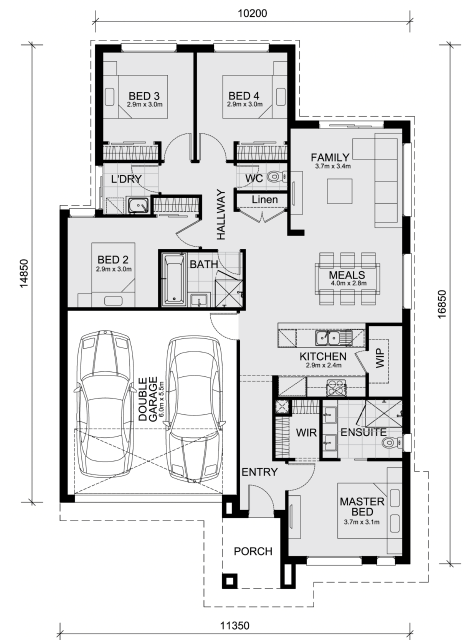 10200
BED 3
2.9m x 3.0m
BED 4
2.9m x 3.0m
FAMILY
3.7m x 3.4m
L'DRY
WC
Linen
HALLWAY
BED 2
2.9m x 3.0m
BATH
MEALS
4.0m x 2.8m
14850
16850
KITCHEN
2.9m x 2.4m
WIP
DOUBLE
GARAGE
6.0m x 5.5m
WIR
ENSUITE
ENTRY
MASTER
BED
3.7m x 3.1m
PORCH
11350